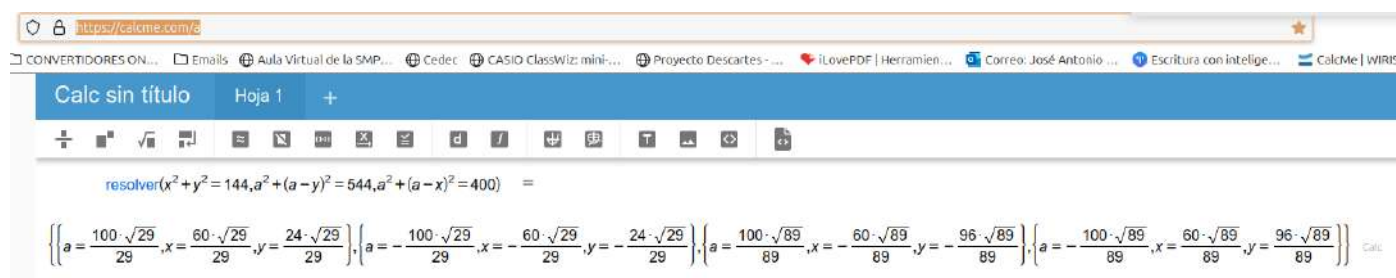 https://calcme.com/a
CONVERTIDORES ON... Emails Aula Virtual de la SMP... Cedec CASIO ClassWiz: mini-... Proyecto Descartes - ... iLovePDF | Herramien... Correo: José Antonio ... Escritura con intelige... CalcMe | WIRIS
Calc sin título Hoja 1 +
resolver(x²+y²=144,a²+(a−y)²=544,a²+(a−x)²=400) =
{{a=100·√29/29,x=60·√29/29,y=24·√29/29},{a=−100·√29/29,x=−60·√29/29,y=−24·√29/29},{a=100·√89/89,x=−60·√89/89,y=−96·√89/89},{a=−100·√89/89,x=60·√89/89,y=96·√89/89}} Calc